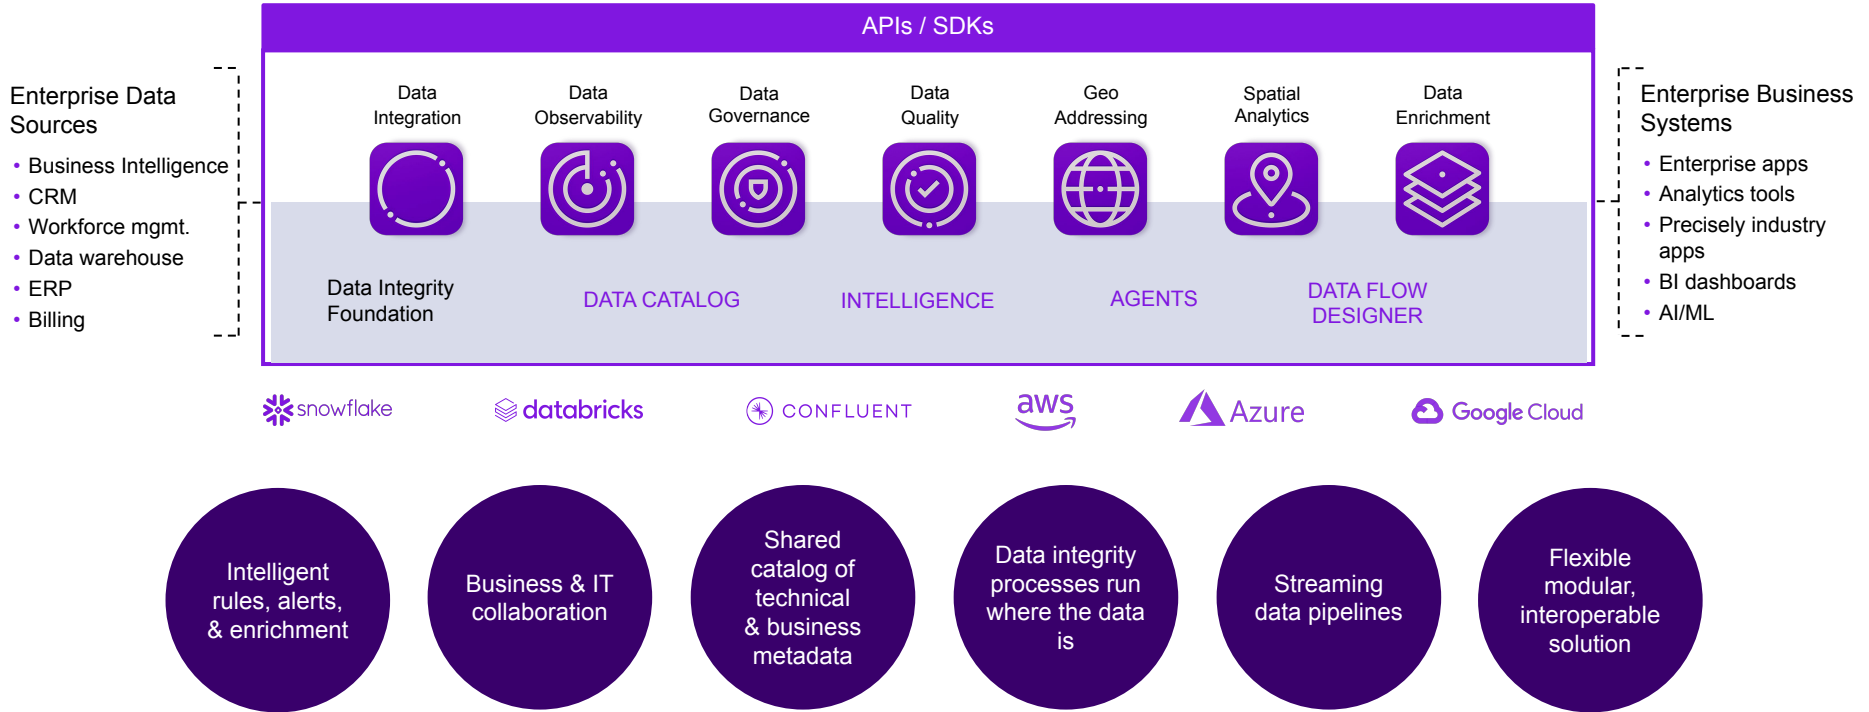 APIs / SDKs
Enterprise Data
Sources
• Business Intelligence
• CRM
• Workforce mgmt.
• Data warehouse
• ERP
• Billing
Data
Integration
Data
Observability
Data
Governance
Data
Quality
Geo
Addressing
Spatial
Analytics
Data
Enrichment
Data Integrity
Foundation
DATA CATALOG
INTELLIGENCE
AGENTS
DATA FLOW
DESIGNER
Enterprise Business
Systems
• Enterprise apps
• Analytics tools
• Precisely industry
apps
• BI dashboards
• AI/ML
snowflake
databricks
CONFLUENT
aws
Azure
Google Cloud
Intelligent
rules, alerts,
& enrichment
Business & IT
collaboration
Shared
catalog of
technical
& business
metadata
Data integrity
processes run
where the data
is
Streaming
data pipelines
Flexible
modular,
interoperable
solution